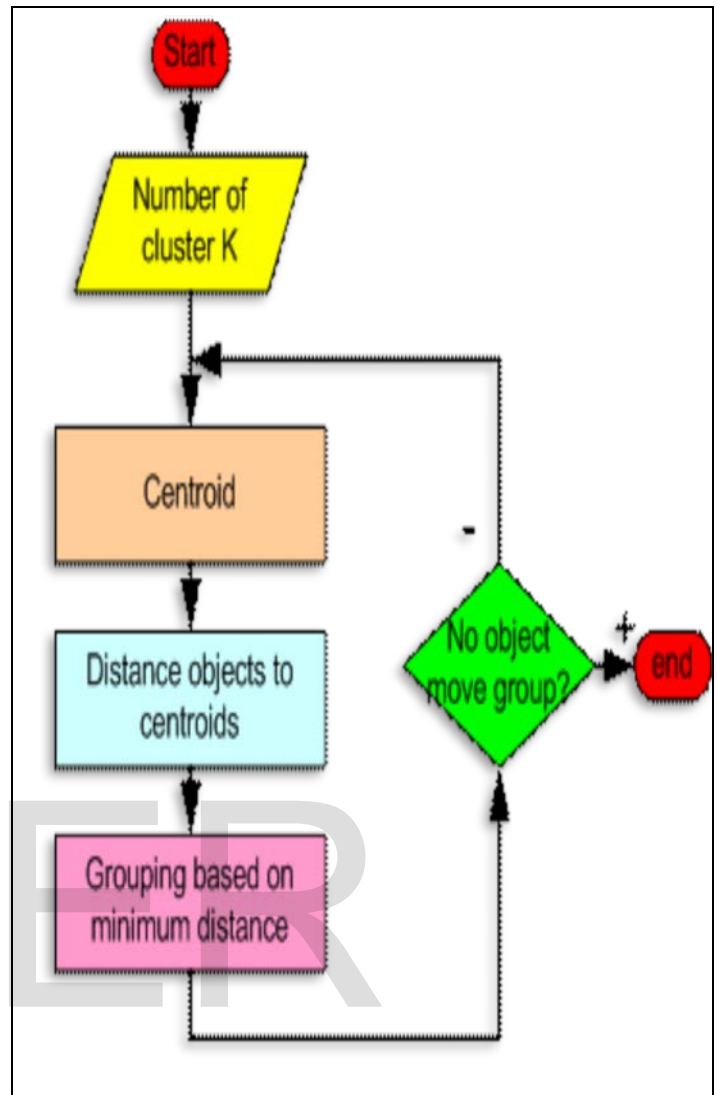 Start
Number of
cluster K
Centroid
Distance objects to
centroids
Grouping based on
minimum distance
-
No object
move group?
+
end
ER